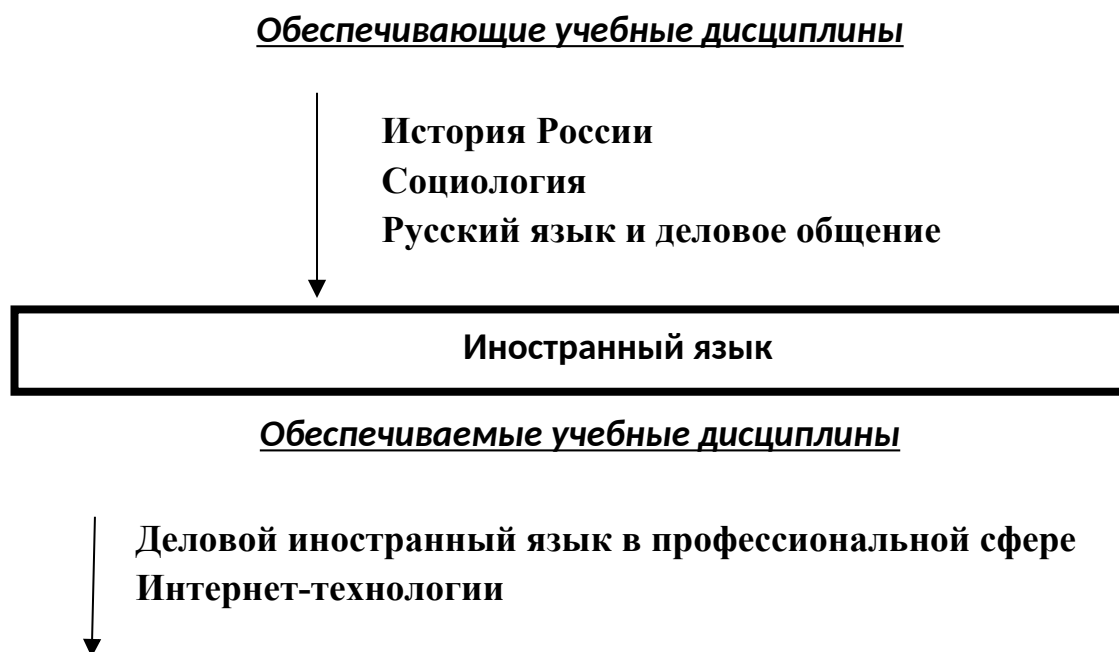 Обеспечивающие учебные дисциплины
История России
Социология
Русский язык и деловое общение
Иностранный язык
Обеспечиваемые учебные дисциплины
Деловой иностранный язык в профессиональной сфере
Интернет-технологии